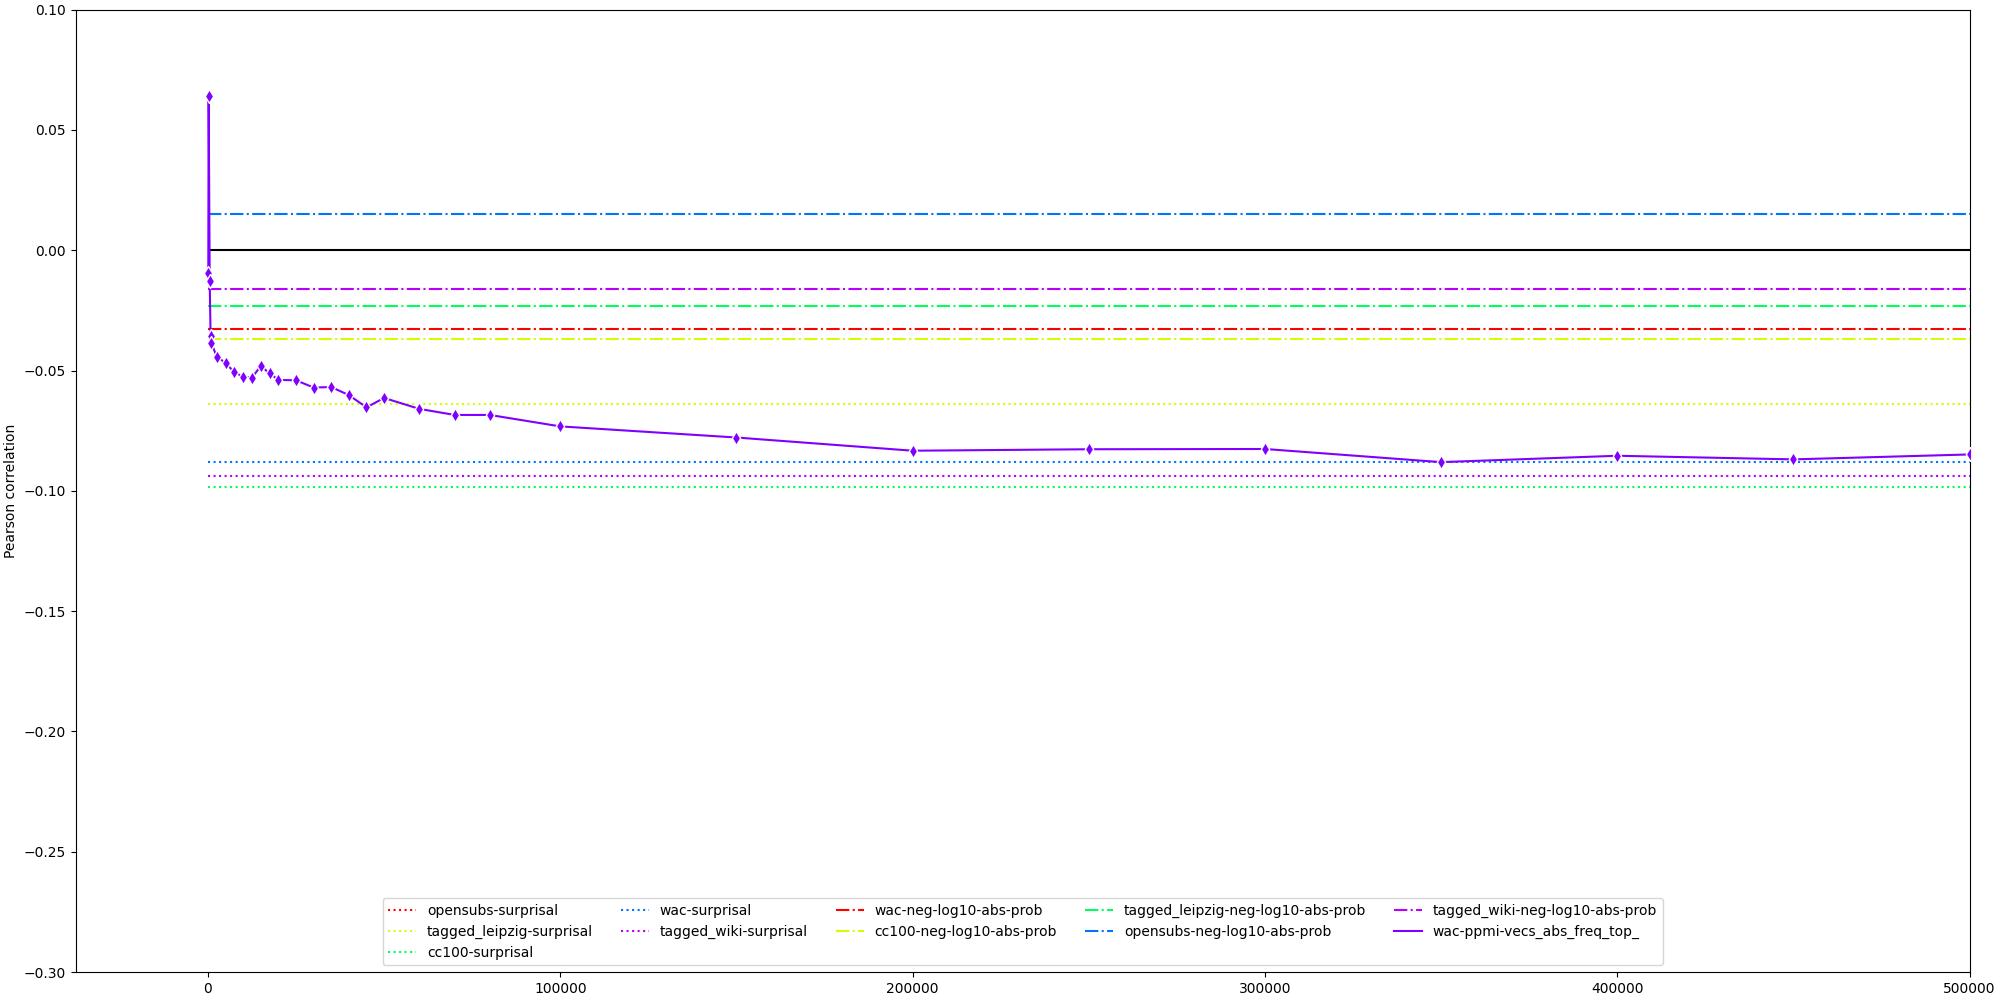 0.10
0.05
0.00
−0.05
−0.10
−0.15
−0.20
−0.25
−0.30
Pearson correlation
opensubs-surprisal
tagged_leipzig-surprisal
cc100-surprisal
wac-surprisal
tagged_wiki-surprisal
wac-neg-log10-abs-prob
cc100-neg-log10-abs-prob
tagged_leipzig-neg-log10-abs-prob
opensubs-neg-log10-abs-prob
tagged_wiki-neg-log10-abs-prob
wac-ppmi-vecs_abs_freq_top_
0
100000
200000
300000
400000
500000